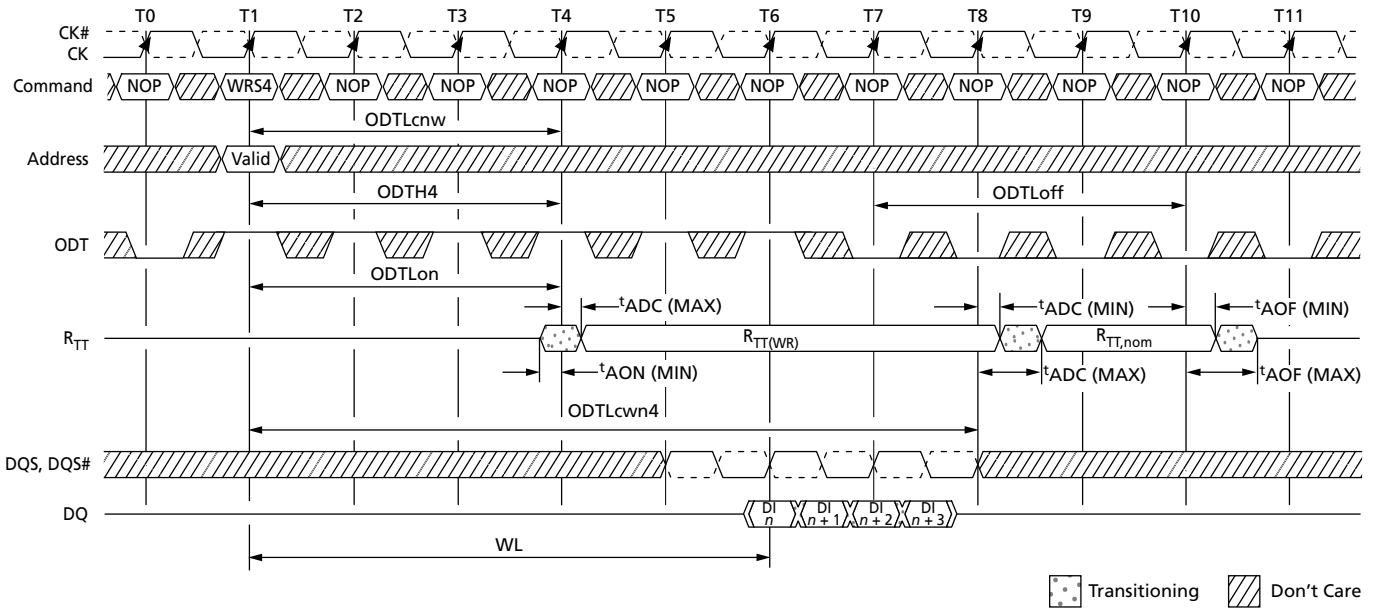 T0 T1 T2 T3 T4 T5 T6 T7 T8 T9 T10 T11
CK#
CK
Command NOP WRS4 NOP NOP NOP NOP NOP NOP NOP NOP NOP NOP
ODTLcnw
Address Valid
ODTH4 ODTLoff
ODT
ODTLon
tADC (MAX) tADC (MIN) tAOF (MIN)
RTT RTT(WR) RTT,nom
tAON (MIN) tADC (MAX) tAOF (MAX)
ODTLcwn4
DQS, DQS#
DQ DI n DI n + 1 DI n + 2 DI n + 3
WL
Transitioning Don't Care